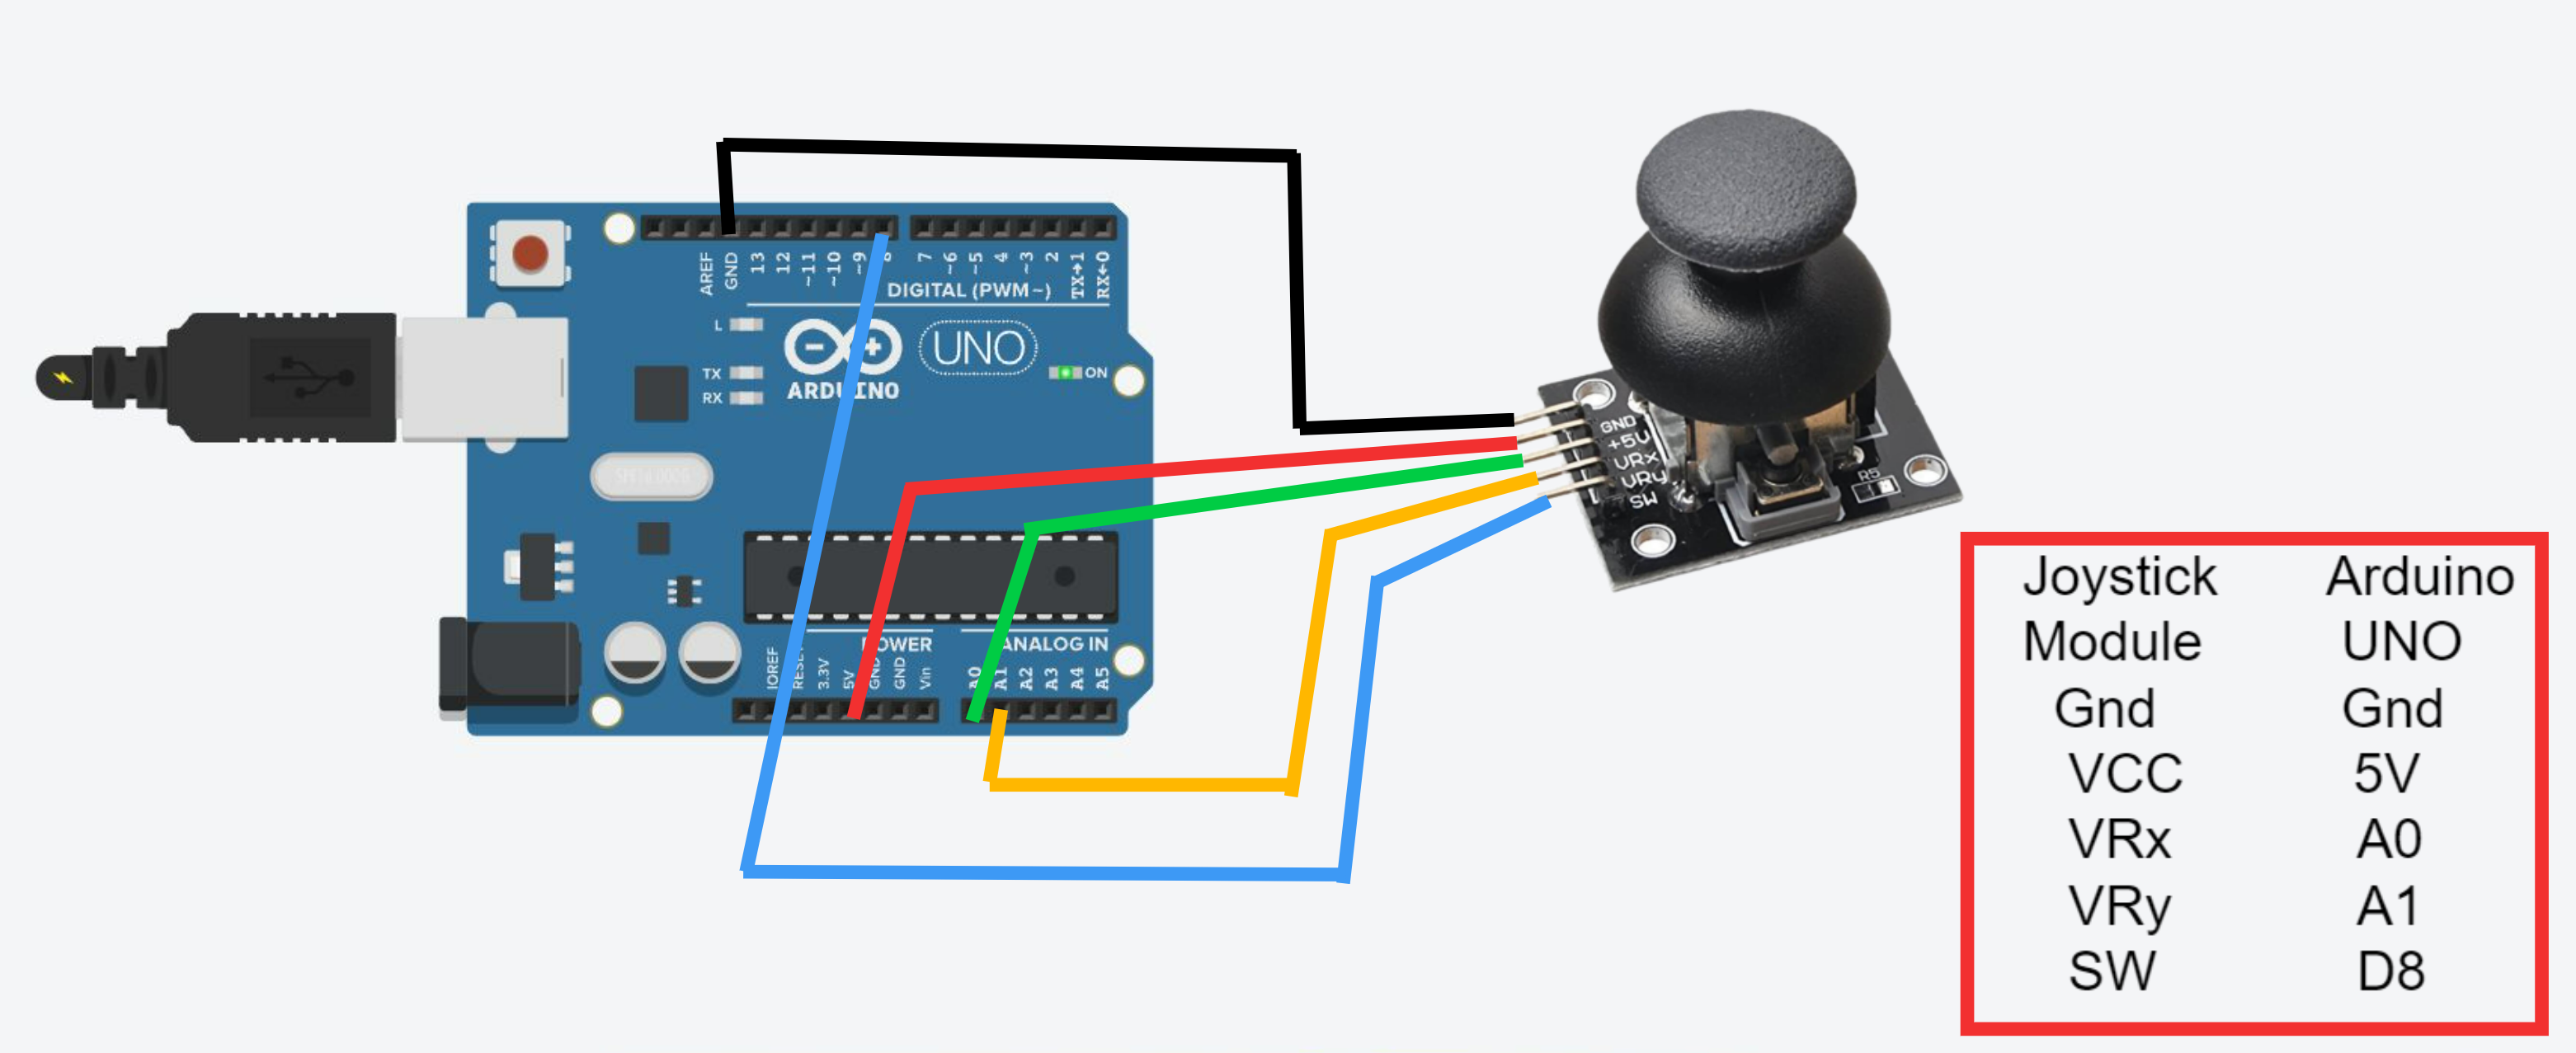 AREF
GND
13
12
~11
~10
~9
8
7
~6
~5
4
~3
2
TX→1
RX←0
DIGITAL (PWM~)
L
TX
RX
ARDUINO
UNO
ON
IOREF
RESET
3.3V
5V
GND
GND
Vin
POWER
ANALOG IN
A0
A1
A2
A3
A4
A5
GND
+5V
VRx
VRy
SW
R5
Joystick Arduino
Module UNO
Gnd Gnd
VCC 5V
VRx A0
VRy A1
SW D8